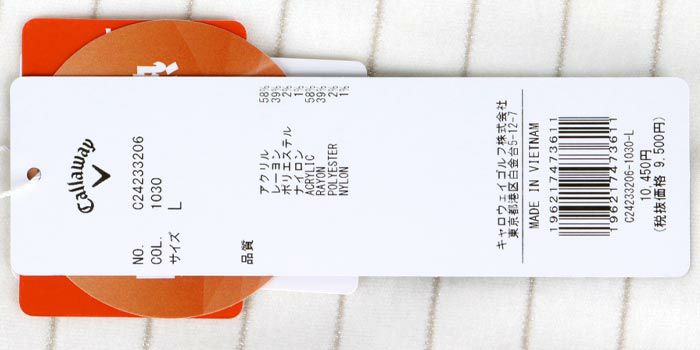 Callaway
NO. C24233206
COL. 1030
サイズ L
品質
アクリル 58%
レーヨン 39%
ポリエステル 2%
ナイロン 1%
ACRYLIC 58%
RAYON 39%
POLYESTER 2%
NYLON 1%
キャロウェイゴルフ株式会社
東京都港区白金台5-12-7
MADE IN VIETNAM
196217473611
196217473611
C24233206-1030-L
10,450円
(税抜価格 9,500円)